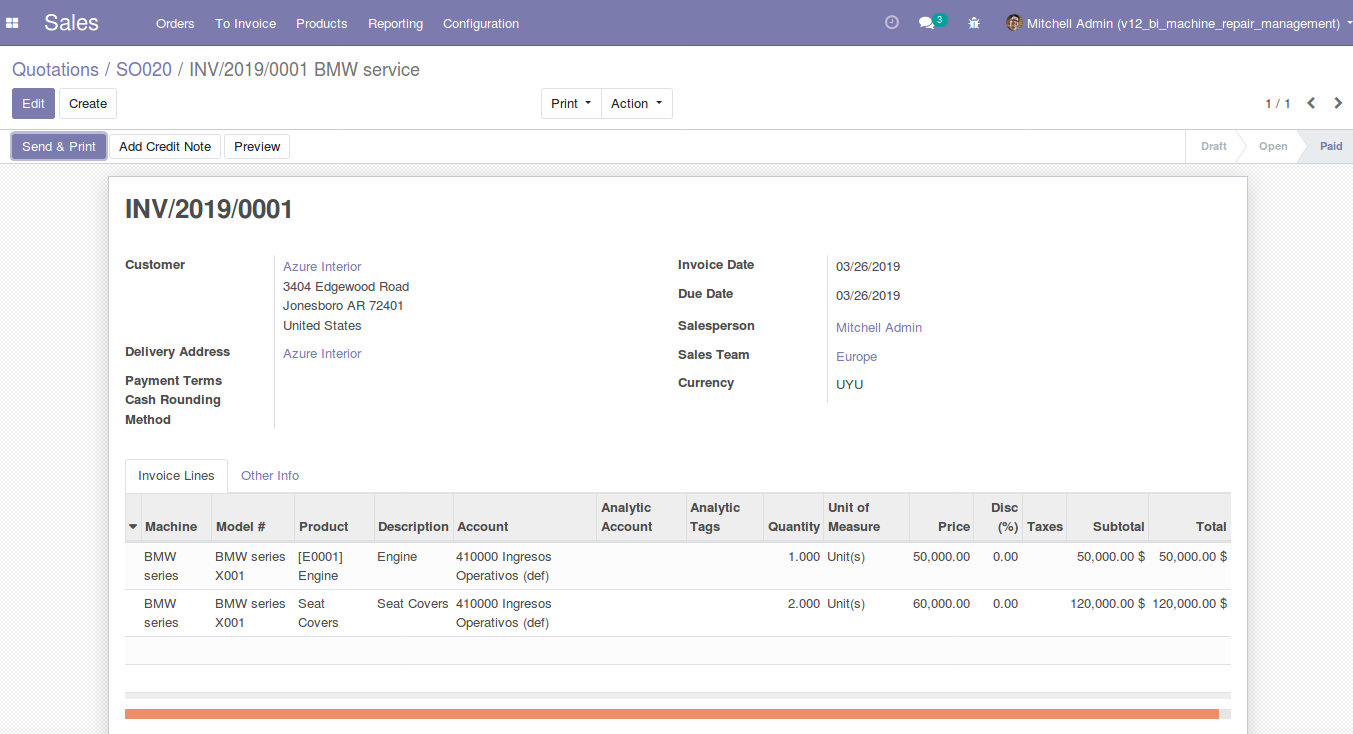 Sales Orders To Invoice Products Reporting Configuration 3 Mitchell Admin (v12_bi_machine_repair_management)
Quotations / SO020 / INV/2019/0001 BMW service
Edit Create Print Action 1 / 1
Send & Print Add Credit Note Preview Draft Open Paid
INV/2019/0001
Customer Azure Interior
3404 Edgewood Road
Jonesboro AR 72401
United States
Delivery Address Azure Interior
Payment Terms
Cash Rounding
Method
Invoice Date 03/26/2019
Due Date 03/26/2019
Salesperson Mitchell Admin
Sales Team Europe
Currency UYU
Invoice Lines Other Info
Analytic Analytic Unit of Disc
Machine Model # Product Description Account Account Tags Quantity Measure Price (%) Taxes Subtotal Total
BMW BMW series [E0001] Engine 410000 Ingresos 1.000 Unit(s) 50,000.00 0.00 50,000.00 $ 50,000.00 $
series X001 Engine Operativos (def)
BMW BMW series Seat Seat Covers 410000 Ingresos 2.000 Unit(s) 60,000.00 0.00 120,000.00 $ 120,000.00 $
series X001 Covers Operativos (def)